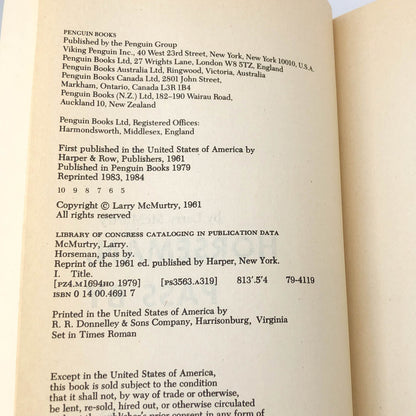 PENGUIN BOOKS
Published by the Penguin Group
Viking Penguin Inc., 40 West 23rd Street, New York, New York 10010, U.S.A.
Penguin Books Ltd, 27 Wrights Lane, London W8 5TZ, England
Penguin Books Australia Ltd, Ringwood, Victoria, Australia
Penguin Books Canada Ltd, 2801 John Street,
Markham, Ontario, Canada L3R 1B4
Penguin Books (N.Z.) Ltd, 182–190 Wairau Road,
Auckland 10, New Zealand
Penguin Books Ltd, Registered Offices:
Harmondsworth, Middlesex, England
First published in the United States of America by
Harper & Row, Publishers, 1961
Published in Penguin Books 1979
Reprinted 1983, 1984
10 9 8 7 6 5
Copyright © Larry McMurtry, 1961
All rights reserved
LIBRARY OF CONGRESS CATALOGING IN PUBLICATION DATA
McMurtry, Larry.
Horseman, pass by.
Reprint of the 1961 ed. published by Harper, New York.
I. Title.
[PZ4.M1694HO 1979] [PS3563.A319] 813'.5'4 79-4119
ISBN 0 14 00.4691 7
Printed in the United States of America by
R. R. Donnelley & Sons Company, Harrisonburg, Virginia
Set in Times Roman
Except in the United States of America,
this book is sold subject to the condition
that it shall not, by way of trade or otherwise,
be lent, re-sold, hired out, or otherwise circulated
without the publisher's prior consent in any form of